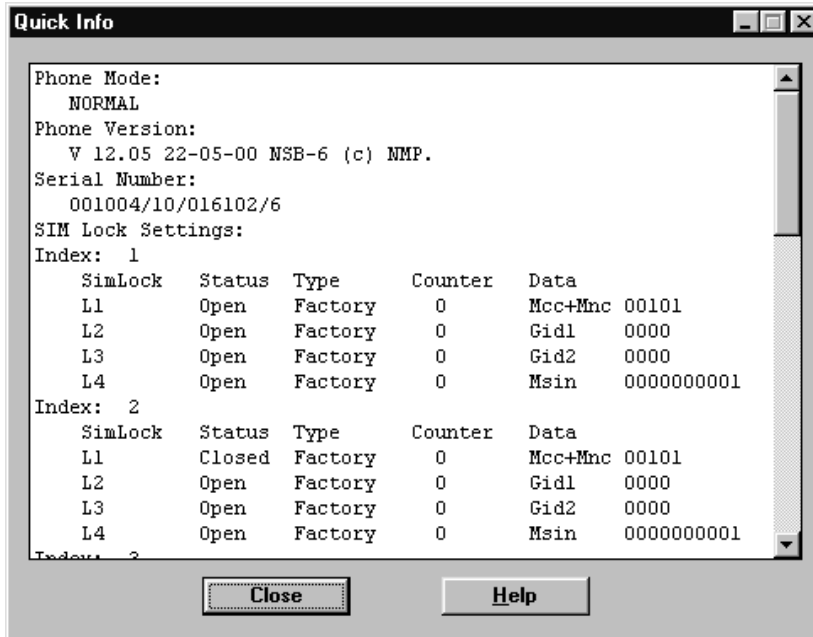 Quick Info
Phone Mode:
NORMAL
Phone Version:
V 12.05 22-05-00 NSB-6 (c) NMP.
Serial Number:
001004/10/016102/6
SIM Lock Settings:
Index: 1
SimLock Status Type Counter Data
L1 Open Factory 0 Mcc+Mnc 00101
L2 Open Factory 0 Gid1 0000
L3 Open Factory 0 Gid2 0000
L4 Open Factory 0 Msin 0000000001
Index: 2
SimLock Status Type Counter Data
L1 Closed Factory 0 Mcc+Mnc 00101
L2 Open Factory 0 Gid1 0000
L3 Open Factory 0 Gid2 0000
L4 Open Factory 0 Msin 0000000001
Index: 3
Close Help